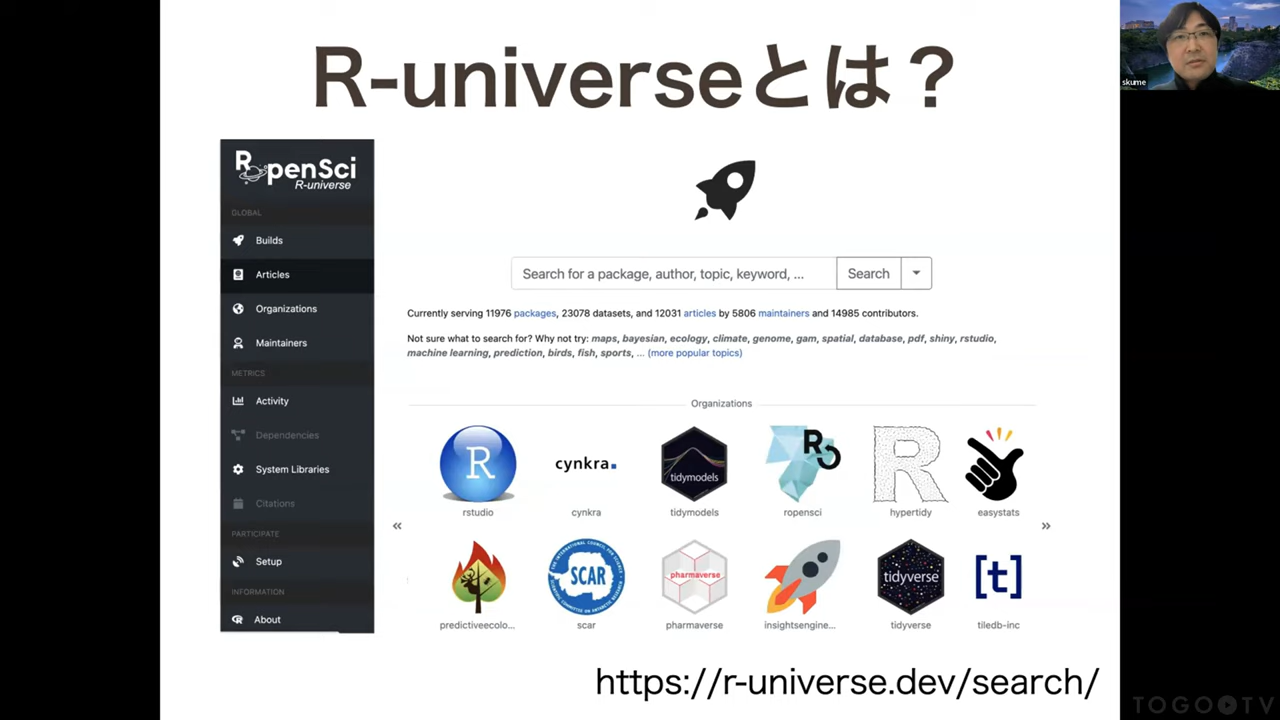 R-universeとは？
skume
RopenSci
R-universe
GLOBAL
Builds
Articles
Organizations
Maintainers
METRICS
Activity
Dependencies
System Libraries
Citations
PARTICIPATE
Setup
INFORMATION
About
Search for a package, author, topic, keyword, ...
Search
Currently serving 11976 packages, 23078 datasets, and 12031 articles by 5806 maintainers and 14985 contributors.
Not sure what to search for? Why not try: maps, bayesian, ecology, climate, genome, gam, spatial, database, pdf, shiny, rstudio,
machine learning, prediction, birds, fish, sports, ... (more popular topics)
Organizations
R
cynkra.
tidymodels
R
R
rstudio
cynkra
tidymodels
ropensci
hypertidy
easystats
«
»
SCAR
pharmaverse
tidyverse
[t]
predictiveecolo...
scar
pharmaverse
insightsengine...
tidyverse
tiledb-inc
https://r-universe.dev/search/
TOGOTV